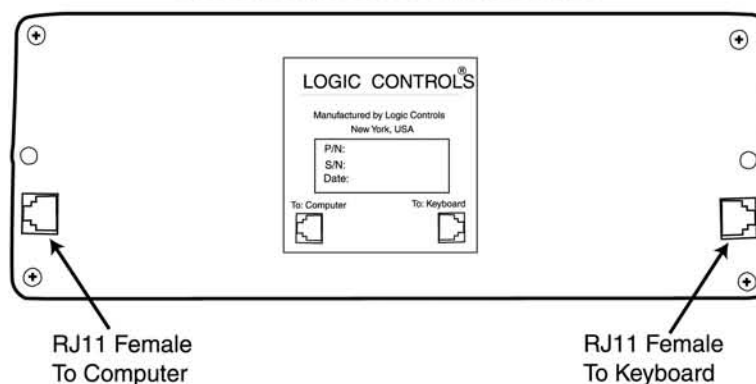 LOGIC CONTROLS®
Manufactured by Logic Controls
New York, USA
P/N:
S/N:
Date:
To: Computer
To: Keyboard
RJ11 Female
To Computer
RJ11 Female
To Keyboard